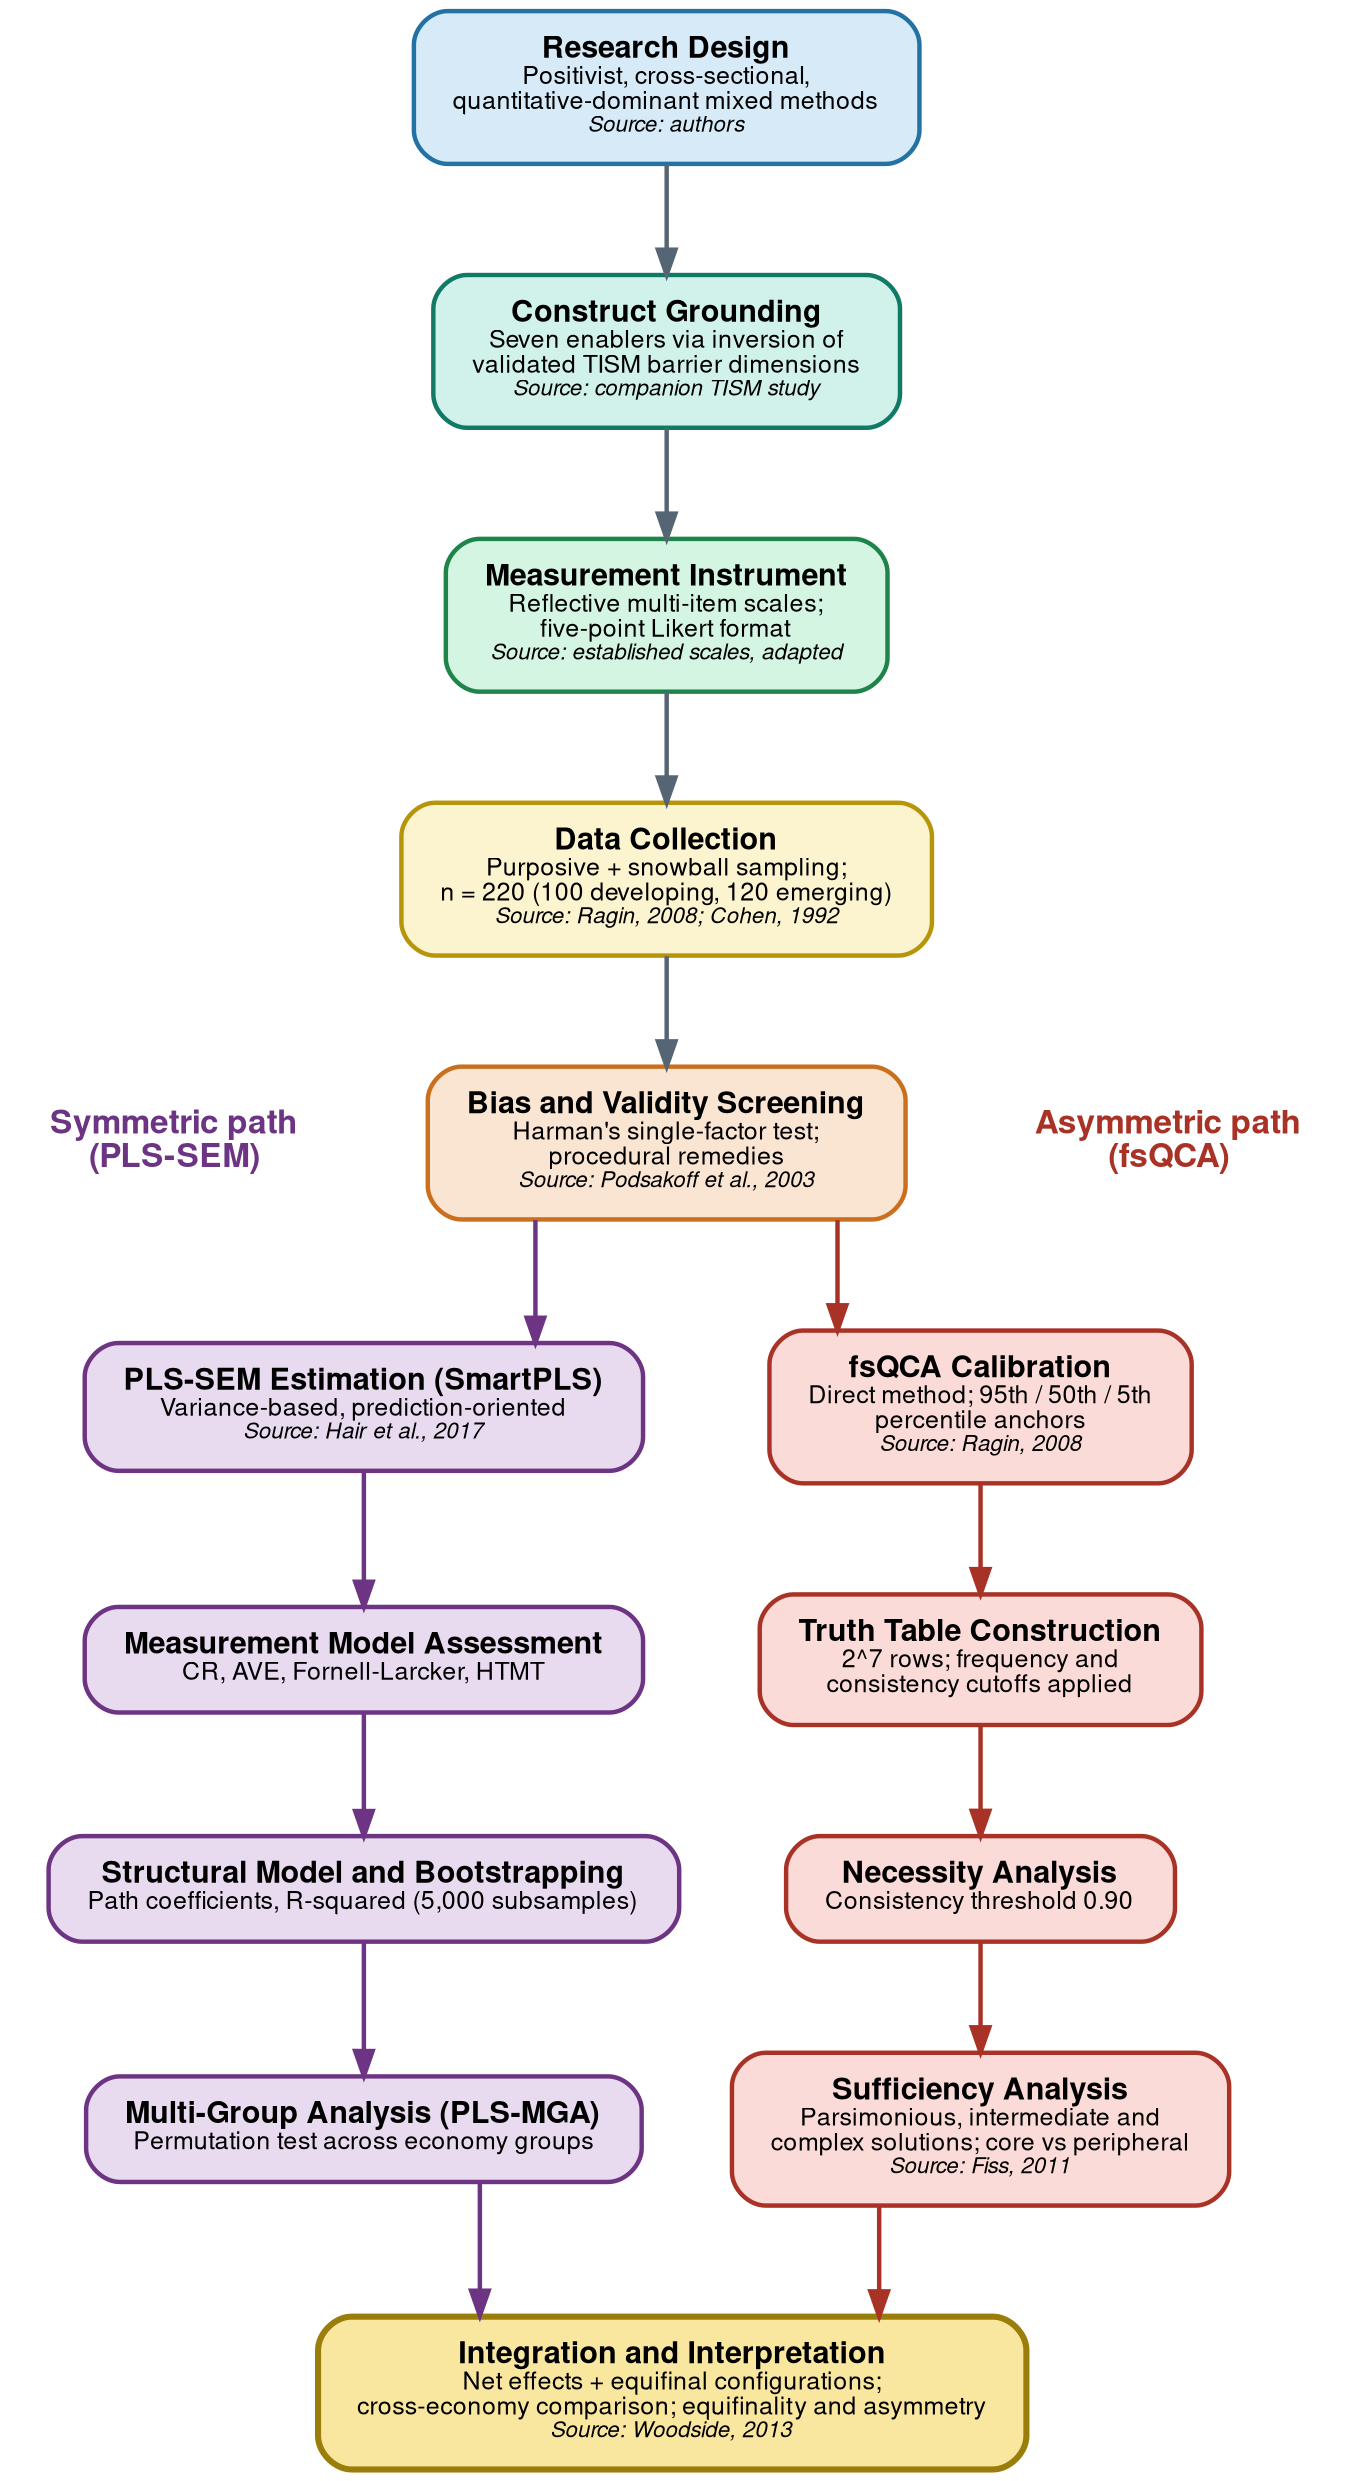 Research Design
Positivist, cross-sectional,
quantitative-dominant mixed methods
Source: authors
Construct Grounding
Seven enablers via inversion of
validated TISM barrier dimensions
Source: companion TISM study
Measurement Instrument
Reflective multi-item scales;
five-point Likert format
Source: established scales, adapted
Data Collection
Purposive + snowball sampling;
n = 220 (100 developing, 120 emerging)
Source: Ragin, 2008; Cohen, 1992
Symmetric path
(PLS-SEM)
Bias and Validity Screening
Harman's single-factor test;
procedural remedies
Source: Podsakoff et al., 2003
Asymmetric path
(fsQCA)
PLS-SEM Estimation (SmartPLS)
Variance-based, prediction-oriented
Source: Hair et al., 2017
fsQCA Calibration
Direct method; 95th / 50th / 5th
percentile anchors
Source: Ragin, 2008
Measurement Model Assessment
CR, AVE, Fornell-Larcker, HTMT
Truth Table Construction
2^7 rows; frequency and
consistency cutoffs applied
Structural Model and Bootstrapping
Path coefficients, R-squared (5,000 subsamples)
Necessity Analysis
Consistency threshold 0.90
Multi-Group Analysis (PLS-MGA)
Permutation test across economy groups
Sufficiency Analysis
Parsimonious, intermediate and
complex solutions; core vs peripheral
Source: Fiss, 2011
Integration and Interpretation
Net effects + equifinal configurations;
cross-economy comparison; equifinality and asymmetry
Source: Woodside, 2013